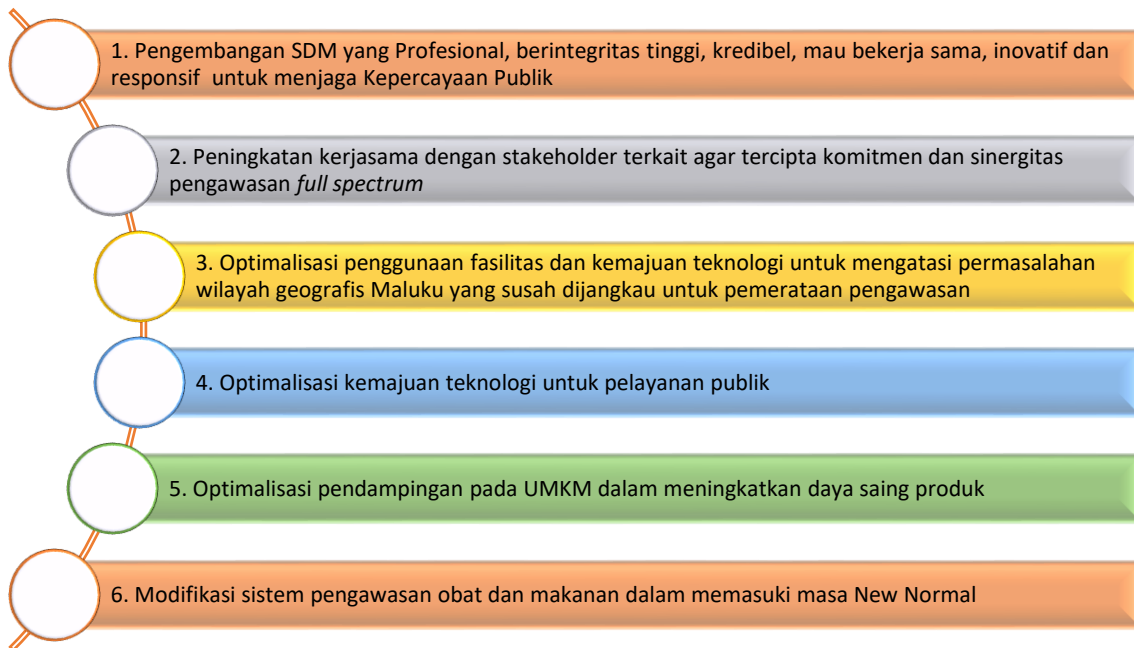 1. Pengembangan SDM yang Profesional, berintegritas tinggi, kredibel, mau bekerja sama, inovatif dan
responsif untuk menjaga Kepercayaan Publik
2. Peningkatan kerjasama dengan stakeholder terkait agar tercipta komitmen dan sinergitas
pengawasan full spectrum
3. Optimalisasi penggunaan fasilitas dan kemajuan teknologi untuk mengatasi permasalahan
wilayah geografis Maluku yang susah dijangkau untuk pemerataan pengawasan
4. Optimalisasi kemajuan teknologi untuk pelayanan publik
5. Optimalisasi pendampingan pada UMKM dalam meningkatkan daya saing produk
6. Modifikasi sistem pengawasan obat dan makanan dalam memasuki masa New Normal